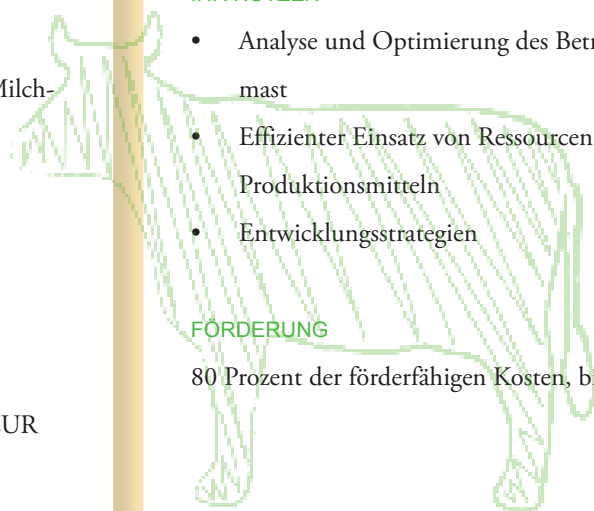 Milch-
UR
• Analyse und Optimierung des
mast
• Effizienter Einsatz von Ressourcen
Produktionsmitteln
• Entwicklungsstrategien
FÖRDERUNG
80 Prozent der förderfähigen Kosten,